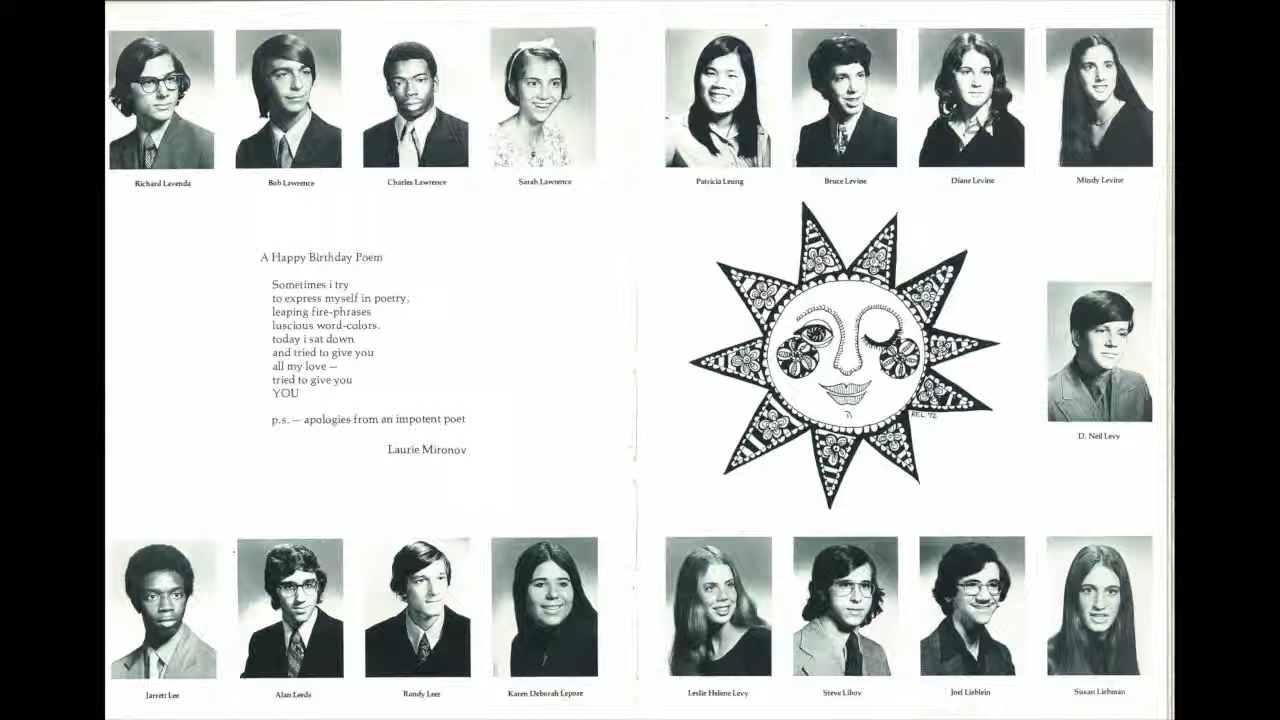 Richard Lavenda
Bob Lawrence
Charles Lawrence
Sarah Lawrence
Patricia Leung
Bruce Levine
Diane Levine
Mindy Levine
A Happy Birthday Poem
Sometimes i try
to express myself in poetry,
leaping fire-phrases
luscious word-colors.
today i sat down
and tried to give you
all my love —
tried to give you
YOU
p.s. — apologies from an impotent poet
Laurie Mironov
REL 72
D. Neil Levy
Jarrett Lee
Alan Leeds
Randy Leer
Karen Deborah Lepore
Leslie Helene Levy
Steve Libov
Joel Lieblein
Susan Liebman